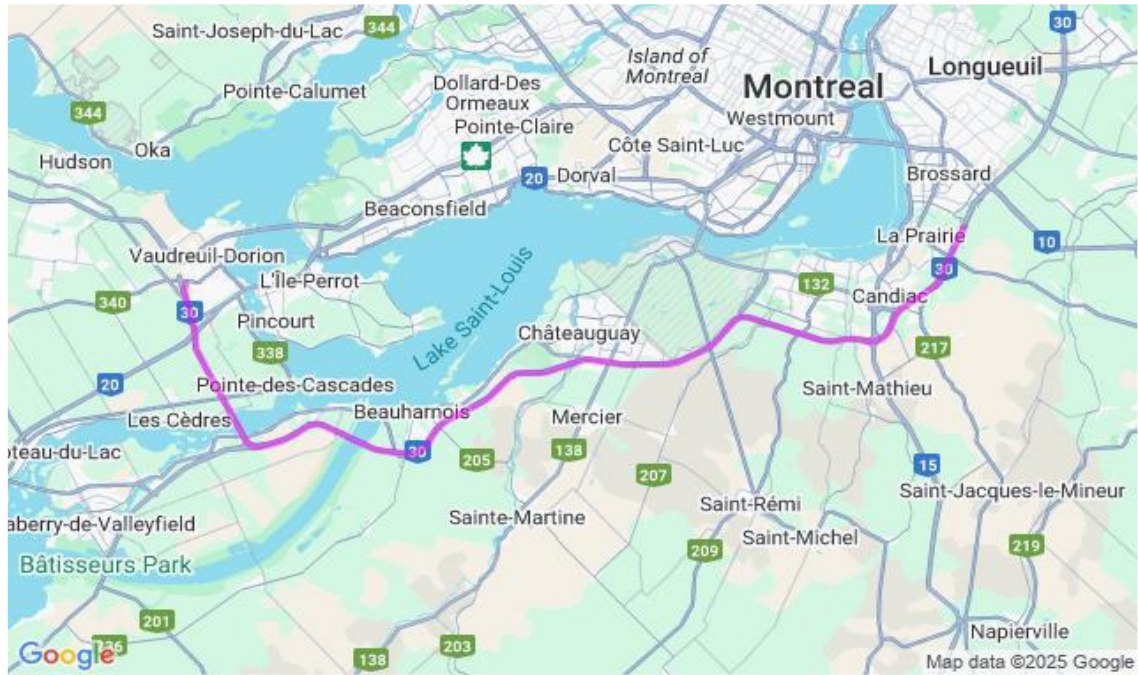 344
30
Saint-Joseph-du-Lac
Island of
Montreal
Longueuil
Dollard-Des
Ormeaux
Montreal
Pointe-Calumet
344
Pointe-Claire
Westmount
Oka
Côte Saint-Luc
Hudson
20
Dorval
Brossard
Beaconsfield
La Prairie
10
Vaudreuil-Dorion
30
L'Île-Perrot
132
340
Candiac
30
Pincourt
Lake Saint-Louis
Châteauguay
338
217
20
Pointe-des-Cascades
Saint-Mathieu
Beauharnois
Les Cèdres
Mercier
30
205
138
oteau-du-Lac
15
207
Saint-Jacques-le-Mineur
Saint-Rémi
Sainte-Martine
aberry-de-Valleyfield
Saint-Michel
209
219
Bâtisseurs Park
201
203
Napierville
138
Google
Map data ©2025 Google